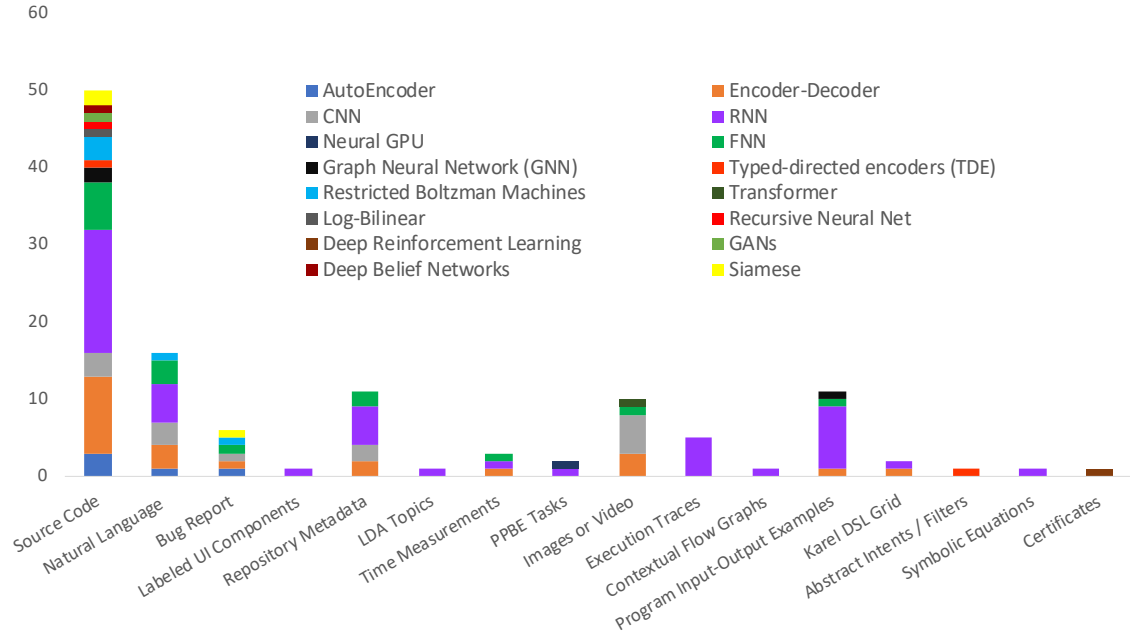 60
50
40
30
20
10
0
AutoEncoder
Encoder-Decoder
CNN
RNN
Neural GPU
FNN
Graph Neural Network (GNN)
Typed-directed encoders (TDE)
Restricted Boltzman Machines
Transformer
Log-Bilinear
Recursive Neural Net
Deep Reinforcement Learning
GANs
Deep Belief Networks
Siamese
Source Code
Natural Language
Bug Report
Labeled UI Components
Repository Metadata
LDA Topics
Time Measurements
PPBE Tasks
Images or Video
Execution Traces
Contextual Flow Graphs
Program Input-Output Examples
Karel DSL Grid
Abstract Intents / Filters
Symbolic Equations
Certificates